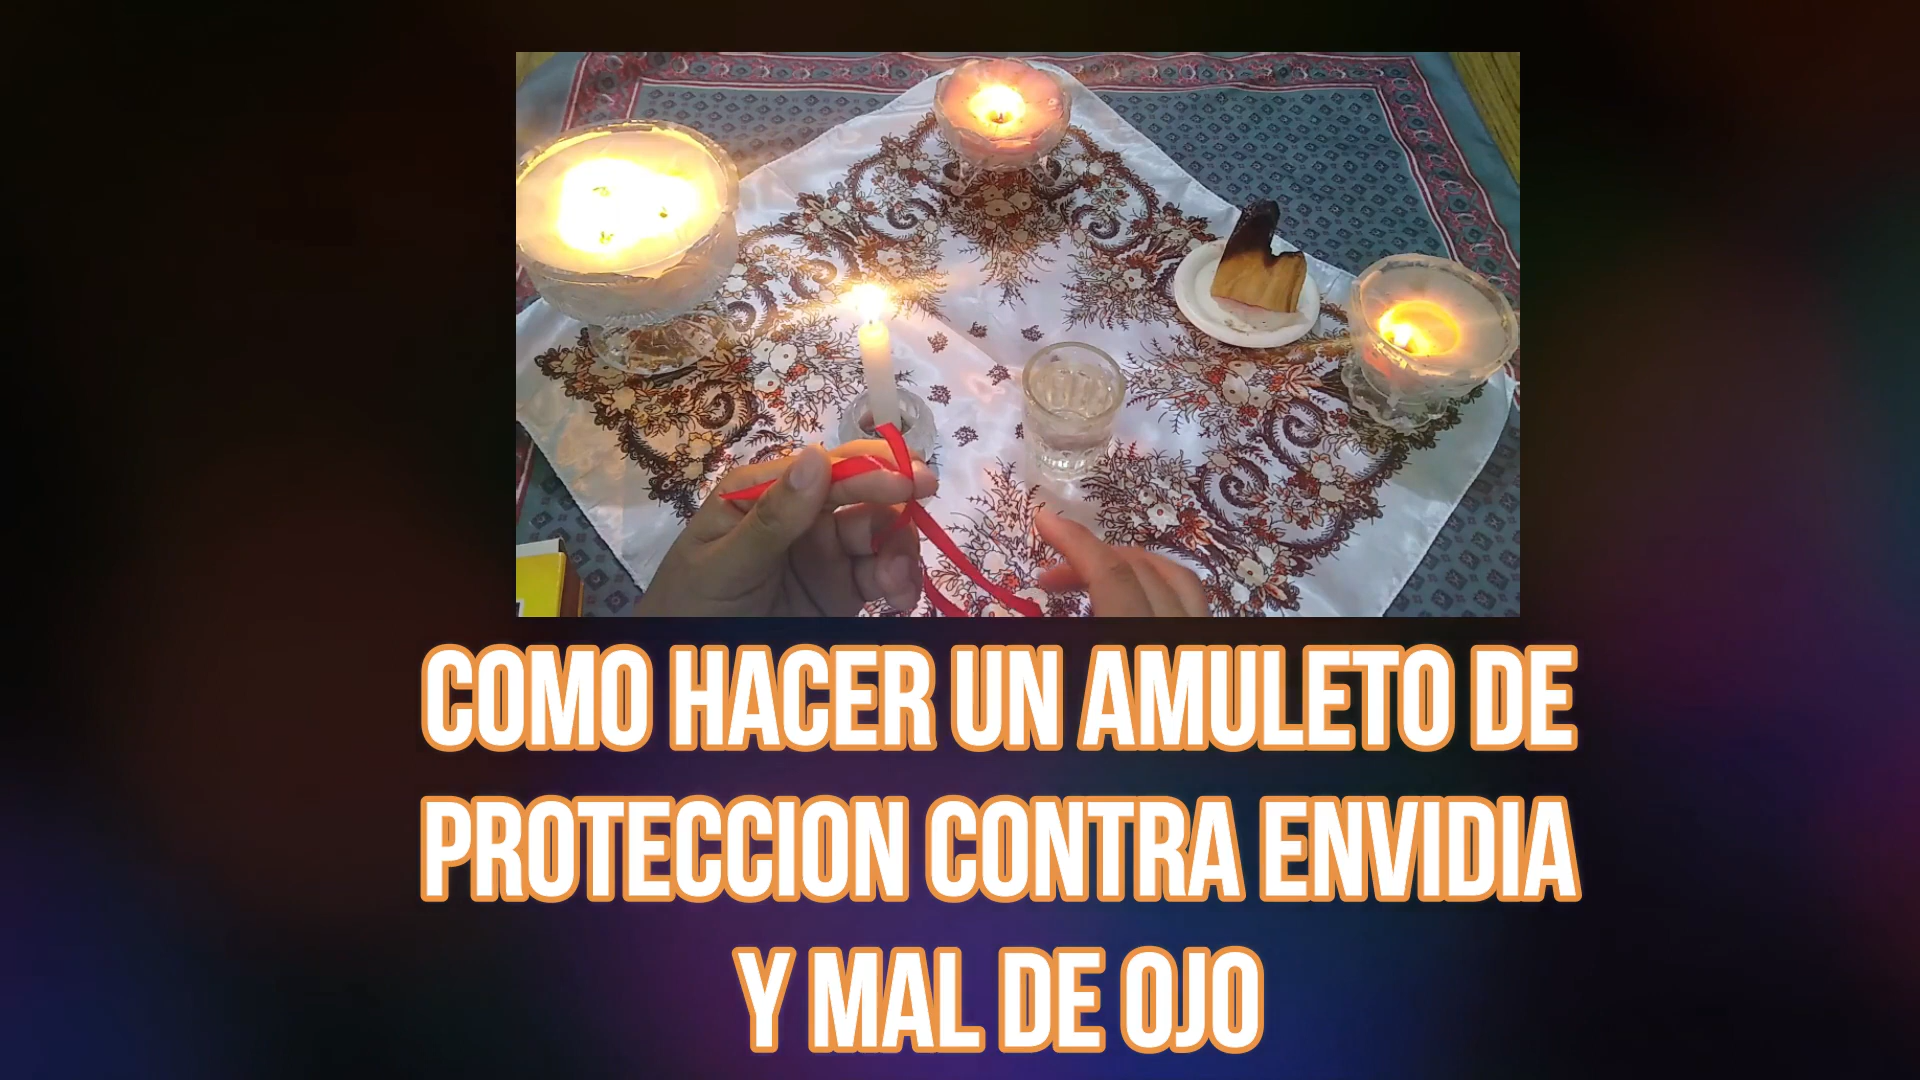 COMO HACER UN AMULETO DE
PROTECCION CONTRA ENVIDIA
Y MAL DE OJO